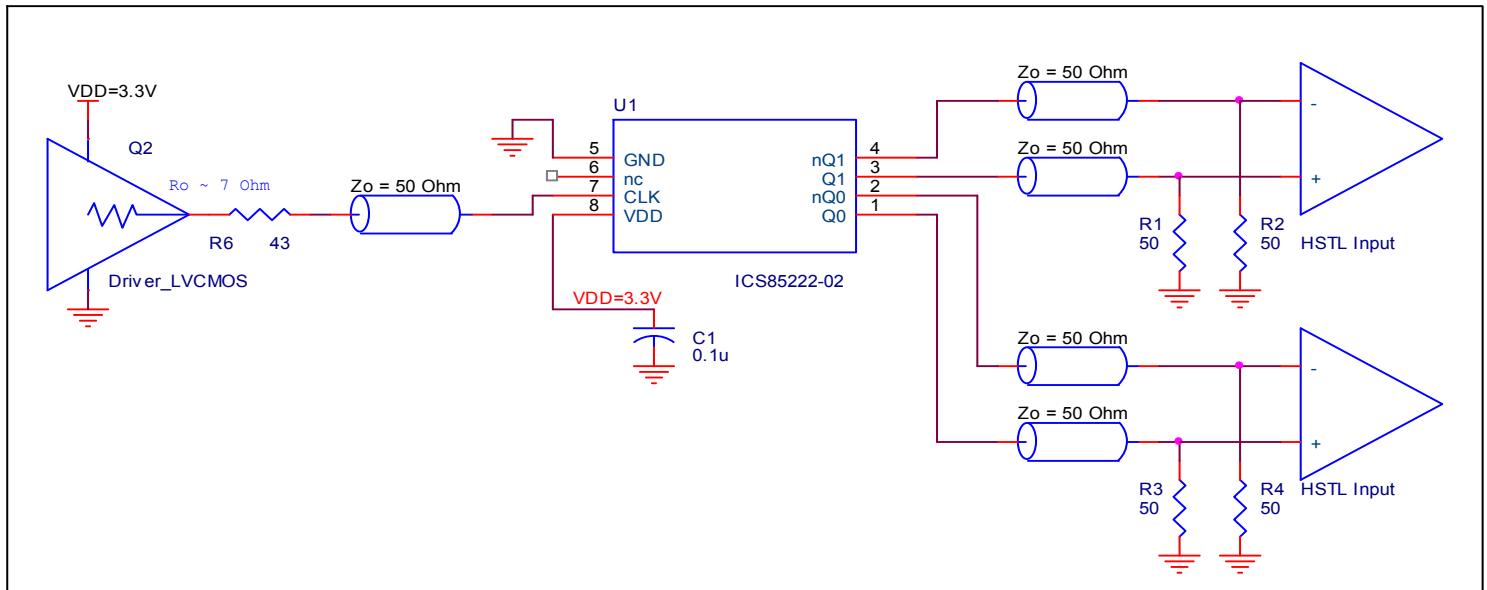 VDD=3.3V
Q2
Ro ~ 7 Ohm
R6 43
Driver_LVCMOS
Zo = 50 Ohm
U1
5 GND
6 nc
7 CLK
8 VDD
nQ1 4
Q1 3
nQ0 2
Q0 1
ICS85222-02
VDD=3.3V
C1
0.1u
Zo = 50 Ohm
Zo = 50 Ohm
-
+
R1
50
R2
50
HSTL Input
Zo = 50 Ohm
Zo = 50 Ohm
-
+
R3
50
R4
50
HSTL Input